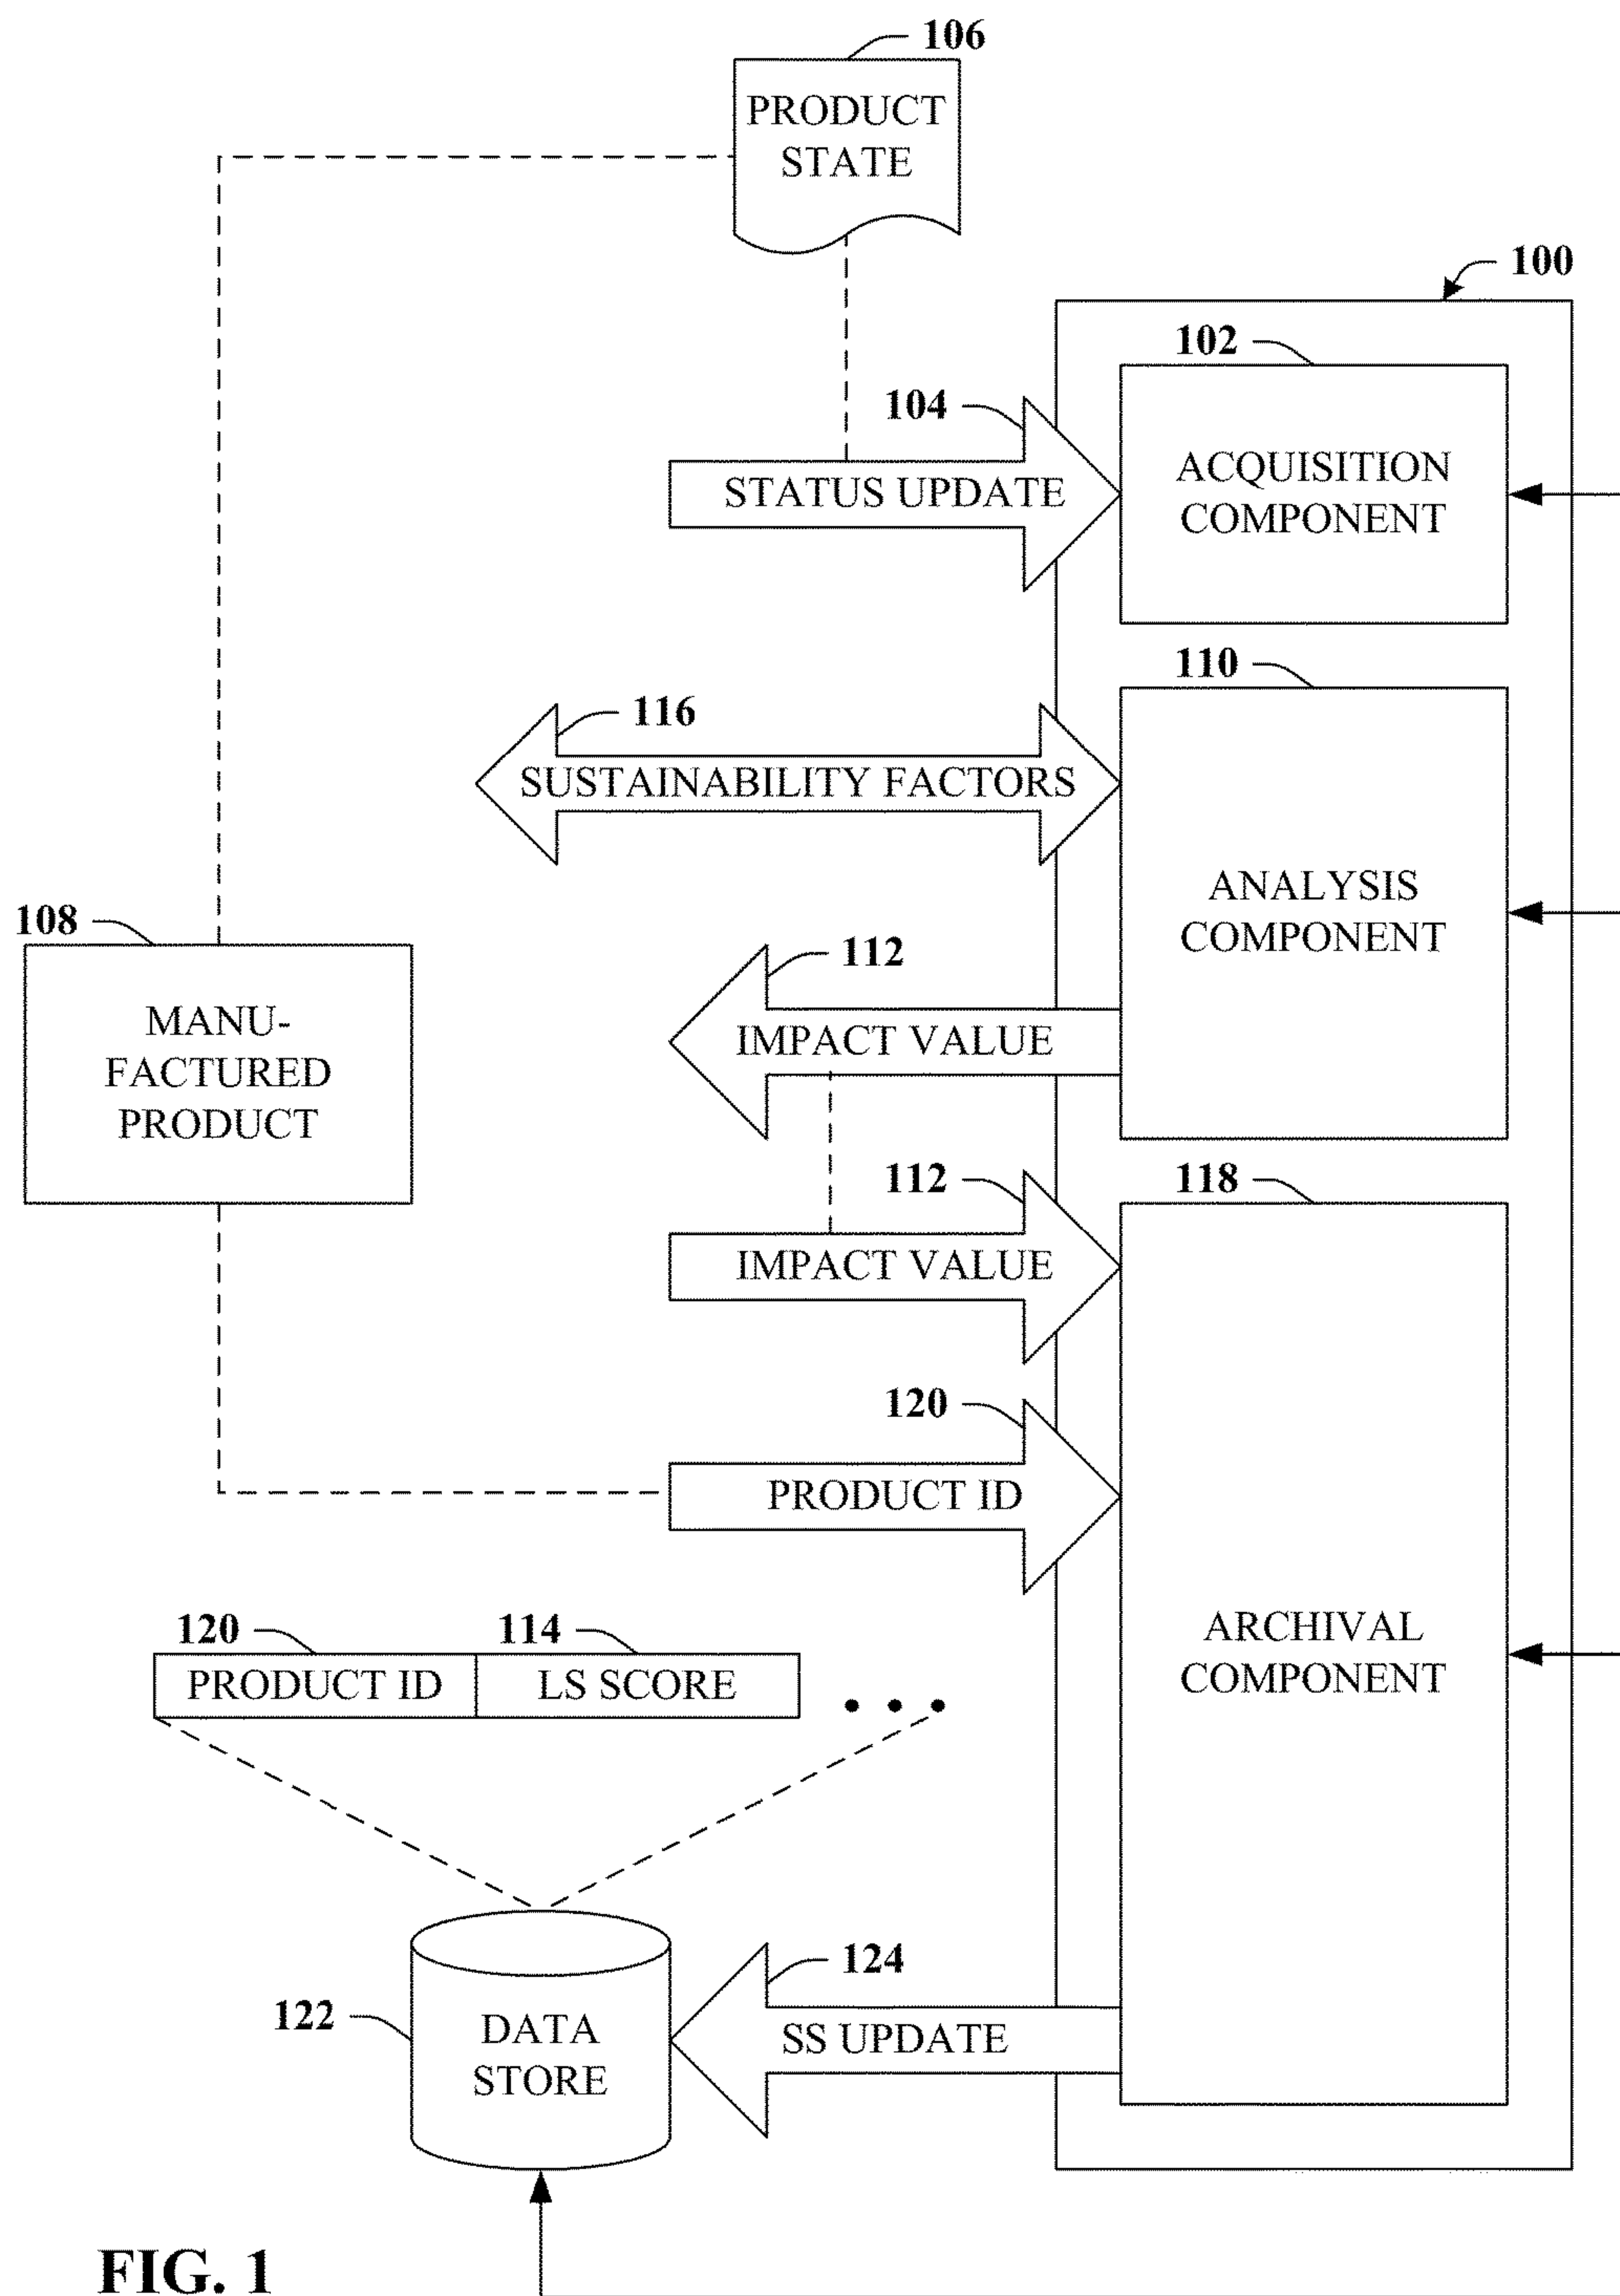 106
PRODUCT
STATE
100
102
104
STATUS UPDATE
ACQUISITION
COMPONENT
110
116
SUSTAINABILITY FACTORS
ANALYSIS
COMPONENT
108
MANU-
FACTURED
PRODUCT
112
IMPACT VALUE
112
118
IMPACT VALUE
120
PRODUCT ID
ARCHIVAL
COMPONENT
120
114
PRODUCT ID
LS SCORE
• • •
124
122
DATA
STORE
SS UPDATE
FIG. 1